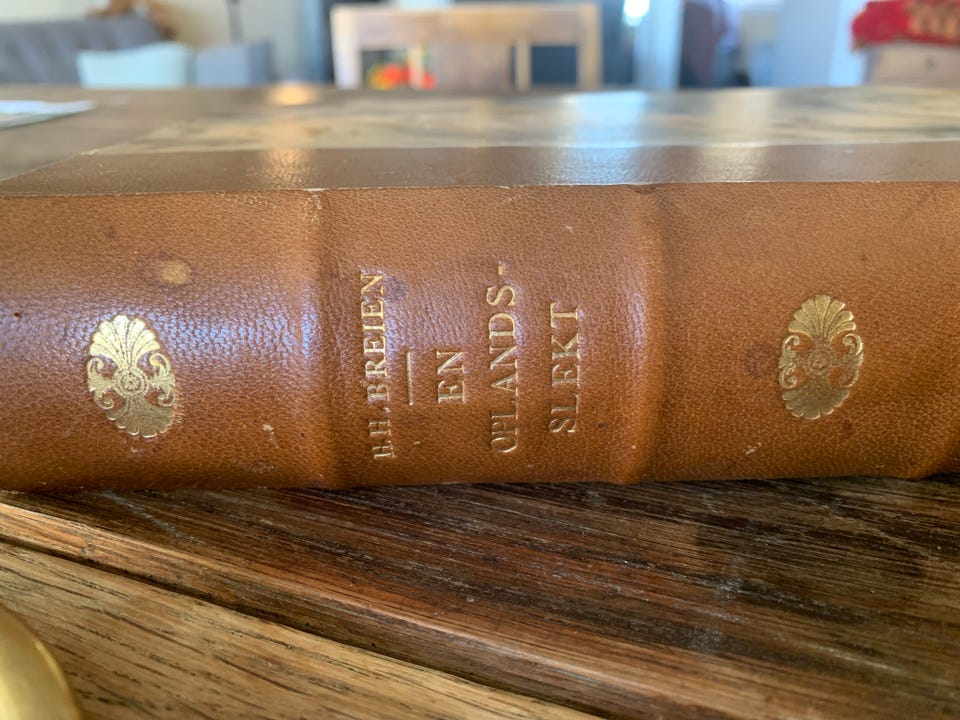 H.H. BREIEN
EN
OPLANDS-
SLEKT